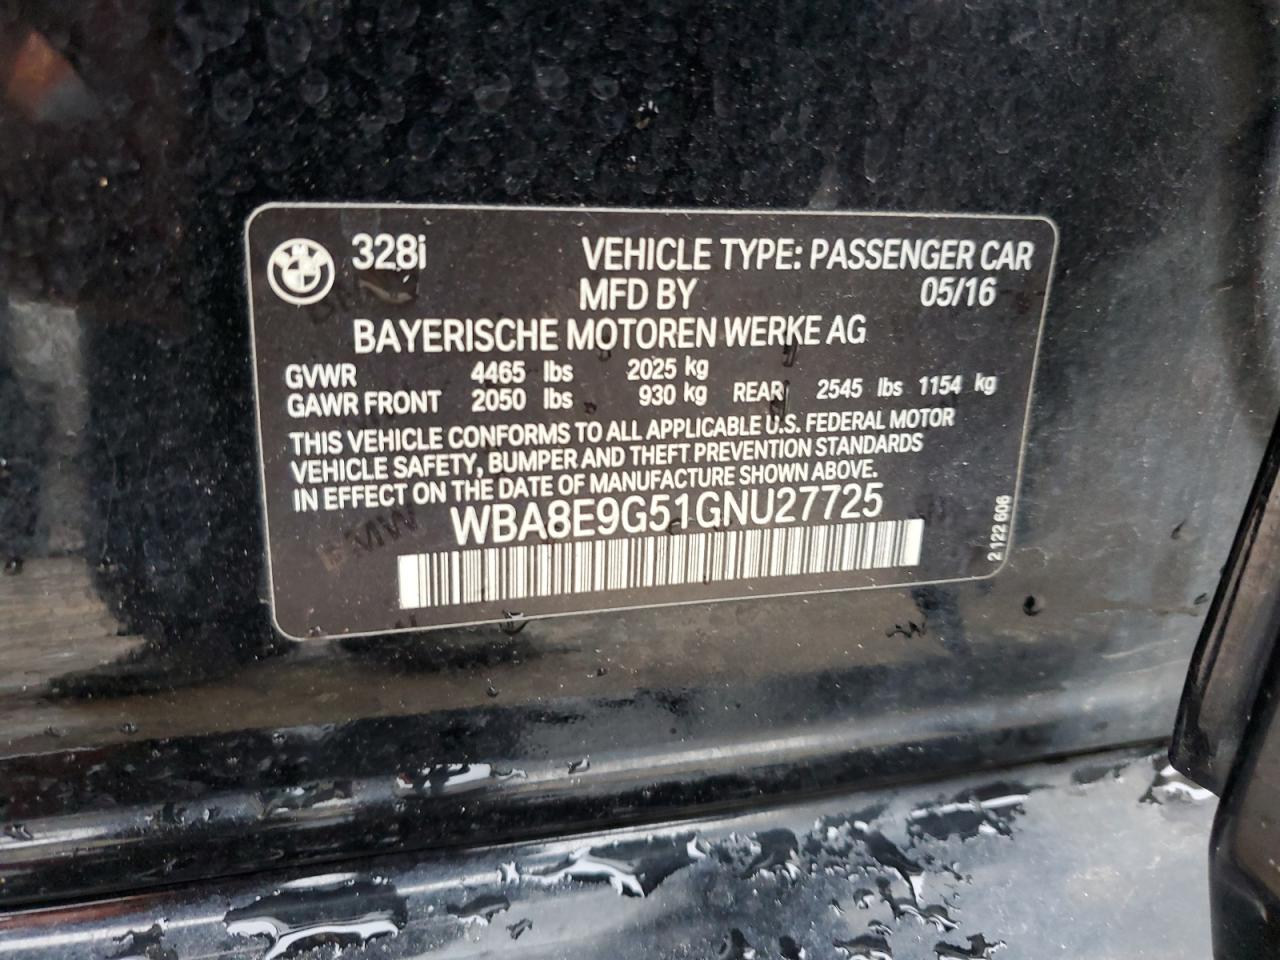 328i VEHICLE TYPE: PASSENGER CAR
MFD BY 05/16
BAYERISCHE MOTOREN WERKE AG
GVWR 4465 lbs 2025 kg
GAWR FRONT 2050 lbs 930 kg REAR 2545 lbs 1154 kg
THIS VEHICLE CONFORMS TO ALL APPLICABLE U.S. FEDERAL MOTOR
VEHICLE SAFETY, BUMPER AND THEFT PREVENTION STANDARDS
IN EFFECT ON THE DATE OF MANUFACTURE SHOWN ABOVE.
WBA8E9G51GNU27725
2 122 606
BMW